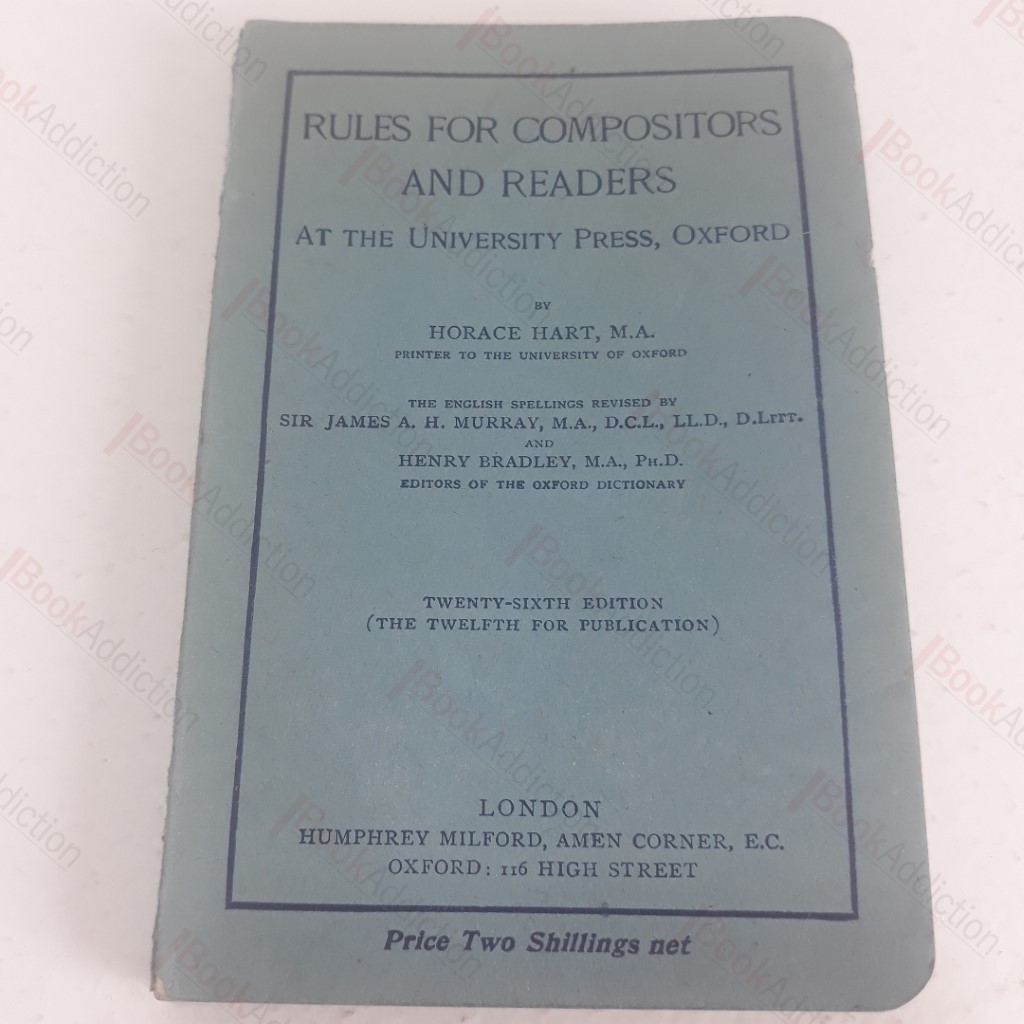 RULES FOR COMPOSITORS
AND READERS
AT THE UNIVERSITY PRESS, OXFORD
BY
HORACE HART, M.A.
PRINTER TO THE UNIVERSITY OF OXFORD
THE ENGLISH SPELLINGS REVISED BY
SIR JAMES A. H. MURRAY, M.A., D.C.L., LL.D., D.LITT.
AND
HENRY BRADLEY, M.A., PH.D.
EDITORS OF THE OXFORD DICTIONARY
TWENTY-SIXTH EDITION
(THE TWELFTH FOR PUBLICATION)
LONDON
HUMPHREY MILFORD, AMEN CORNER, E.C.
OXFORD: 116 HIGH STREET
Price Two Shillings net
BookAddiction